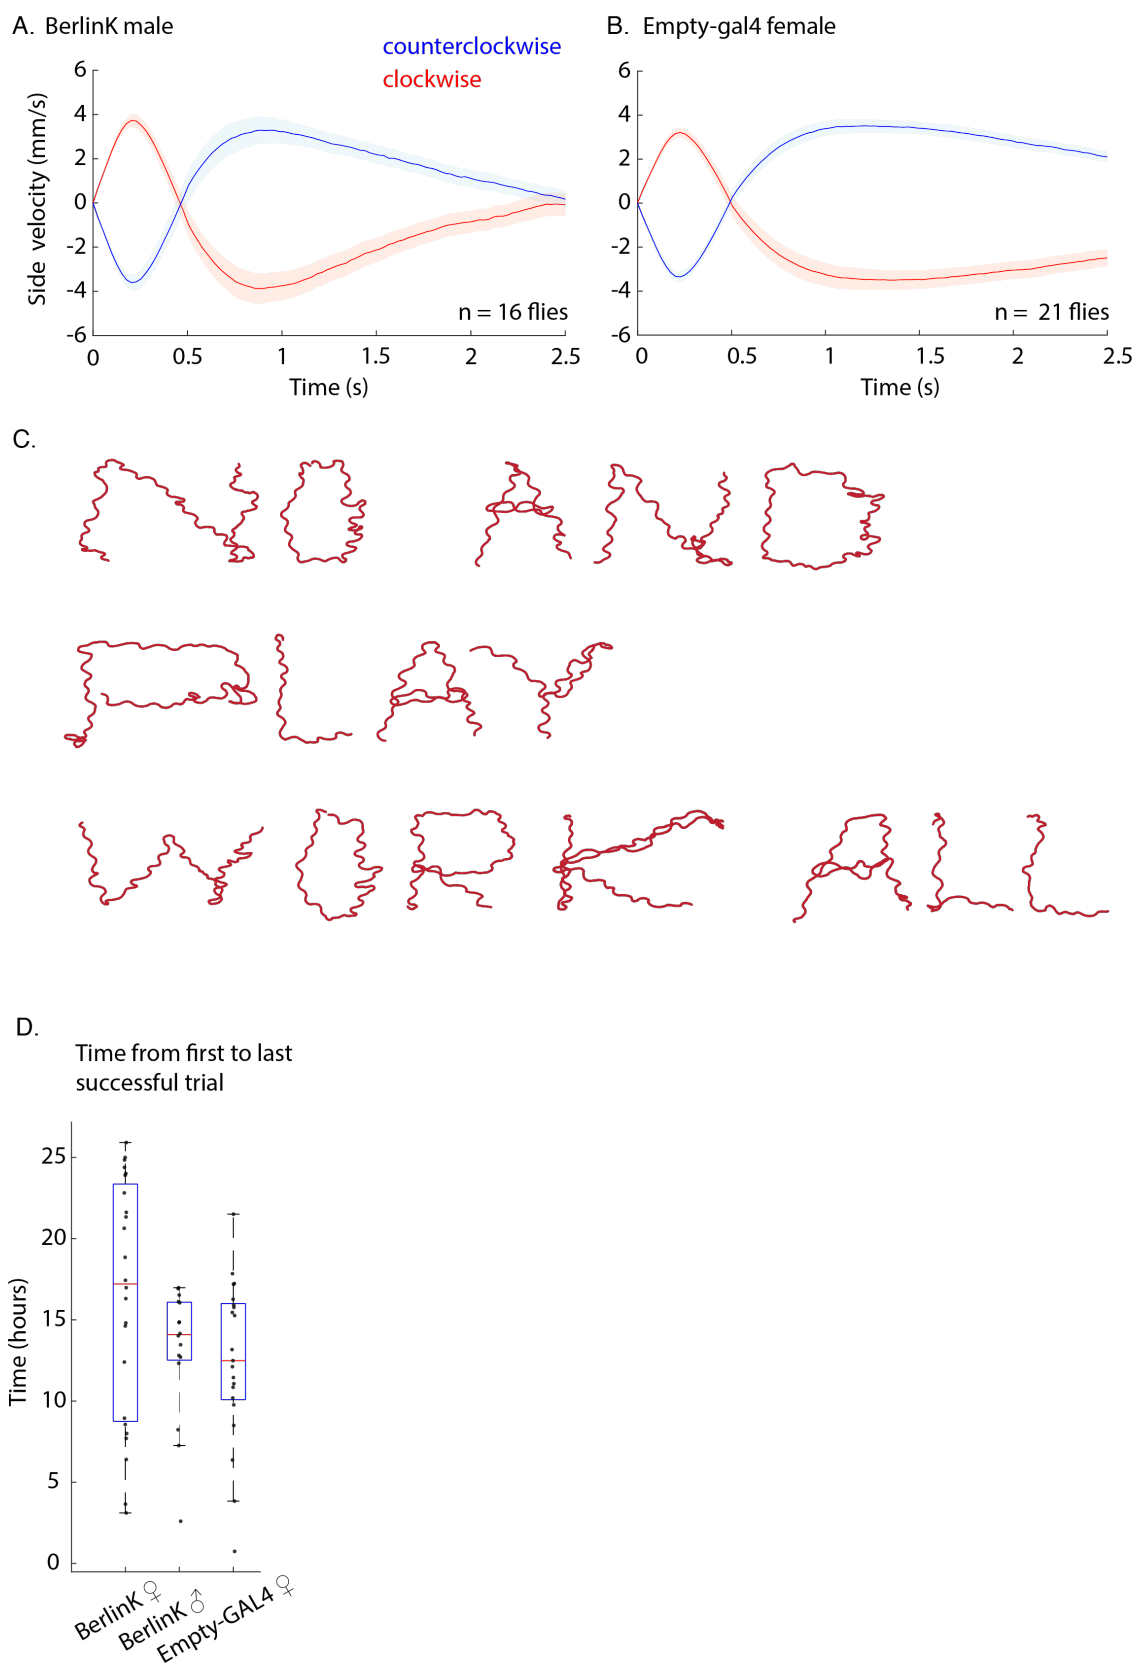 A. BerlinK male
B. Empty-gal4 female
counterclockwise
clockwise
Side velocity (mm/s)
6
4
2
0
-2
-4
-6
n = 16 flies
0 0.5 1 1.5 2 2.5
Time (s)
6
4
2
0
-2
-4
-6
n = 21 flies
0 0.5 1 1.5 2 2.5
Time (s)
C.
NO AND
PLAY
WORK ALL
D.
Time from first to last
successful trial
Time (hours)
25
20
15
10
5
0
BerlinK ♀
BerlinK ♂
Empty-GAL4 ♀